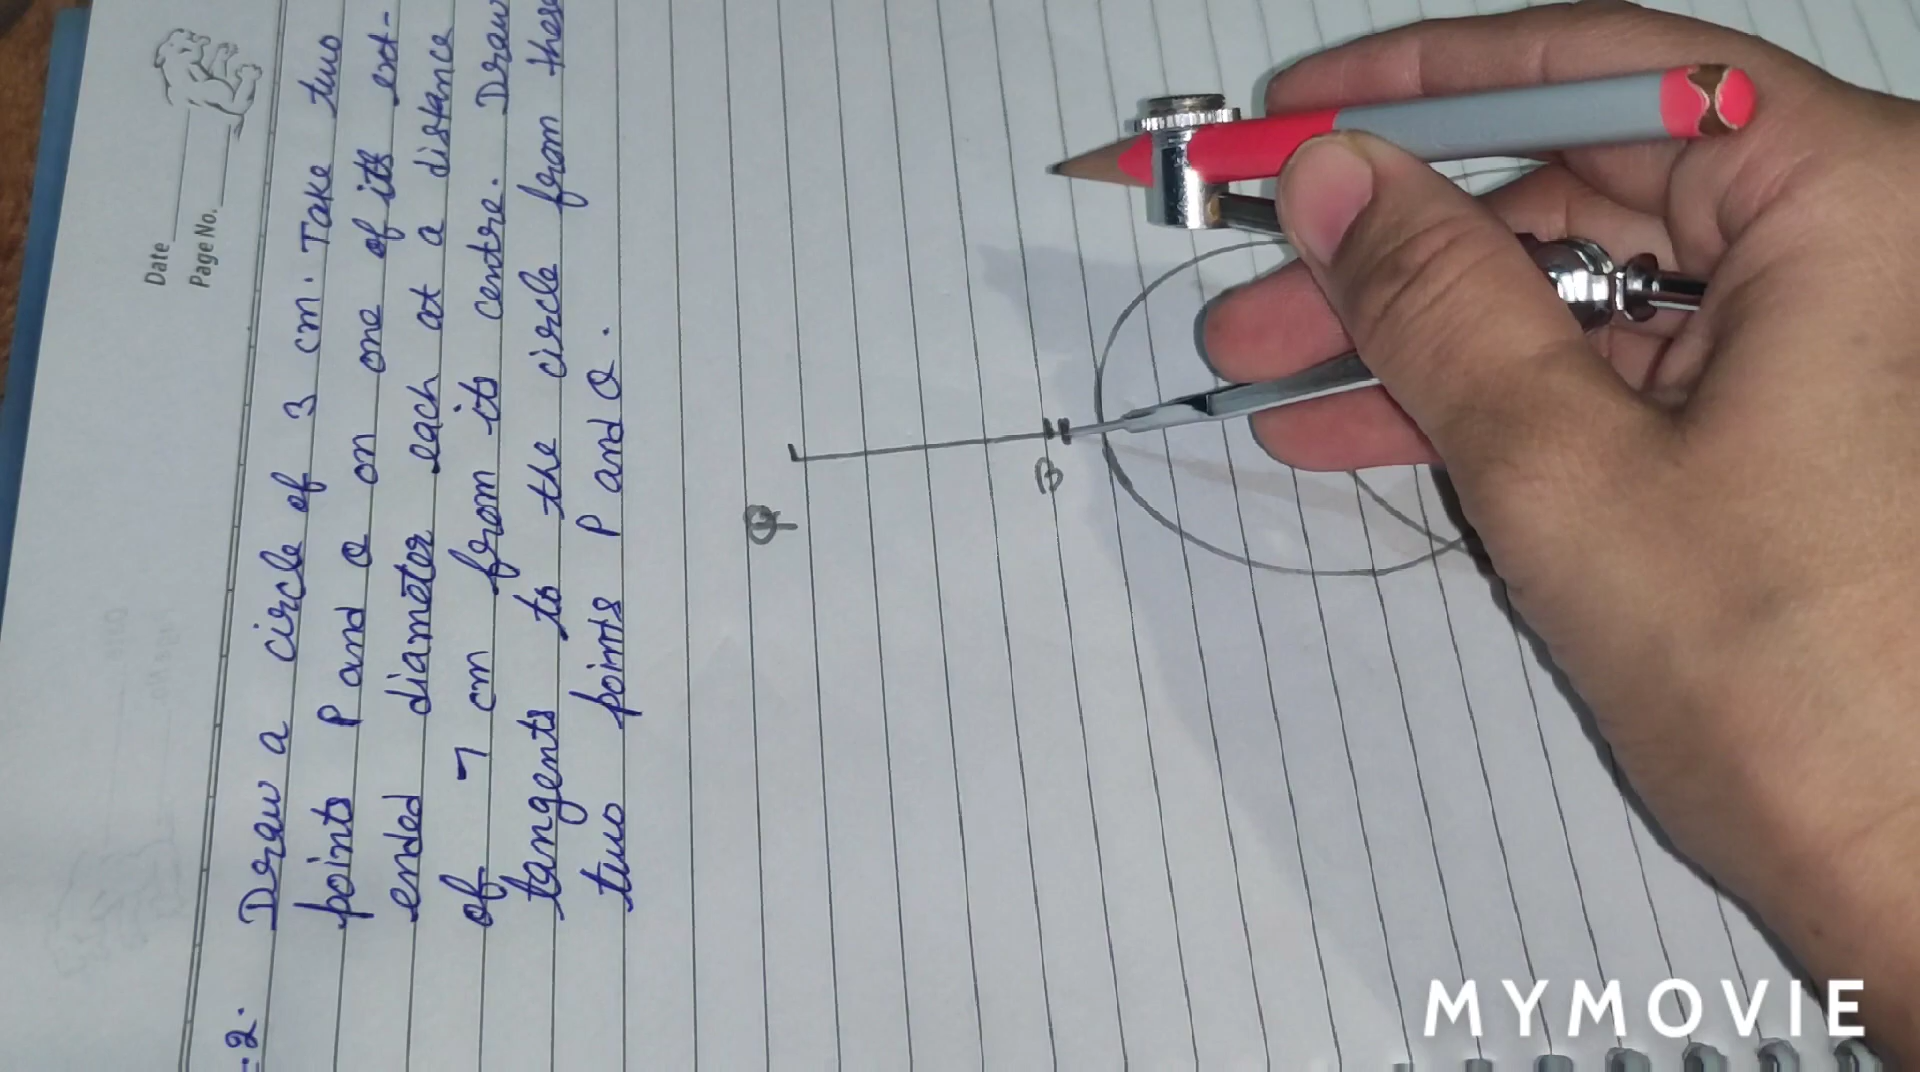 Date
Page No.
-2. Draw a circle of 3 cm. Take two
points P and Q on one of its ext-
ended diameter each at a distance
of 7 cm from its centre. Draw
tangents to the circle from these
two points P and Q.
Q
B
MYMOVIE